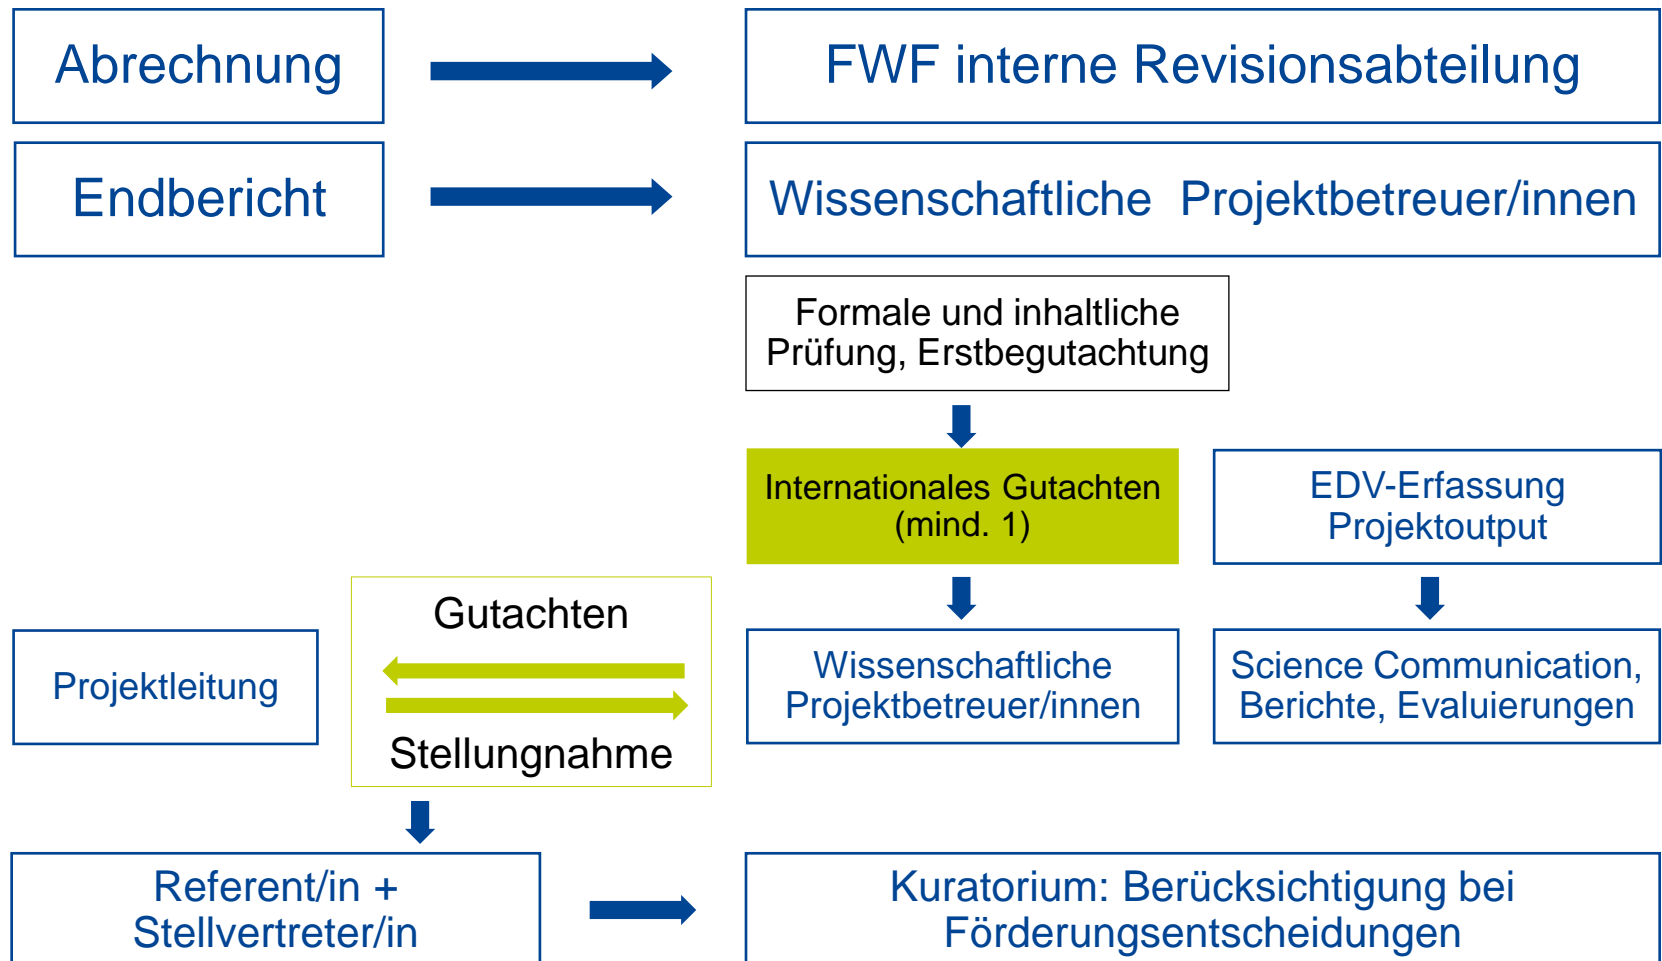 Abrechnung
FWF interne Revisionsabteilung
Endbericht
Wissenschaftliche Projektbetreuer/innen
Formale und inhaltliche
Prüfung, Erstbegutachtung
Internationales Gutachten
(mind. 1)
EDV-Erfassung
Projektoutput
Gutachten
Stellungnahme
Projektleitung
Wissenschaftliche
Projektbetreuer/innen
Science Communication,
Berichte, Evaluierungen
Referent/in +
Stellvertreter/in
Kuratorium: Berücksichtigung bei
Förderungsentscheidungen